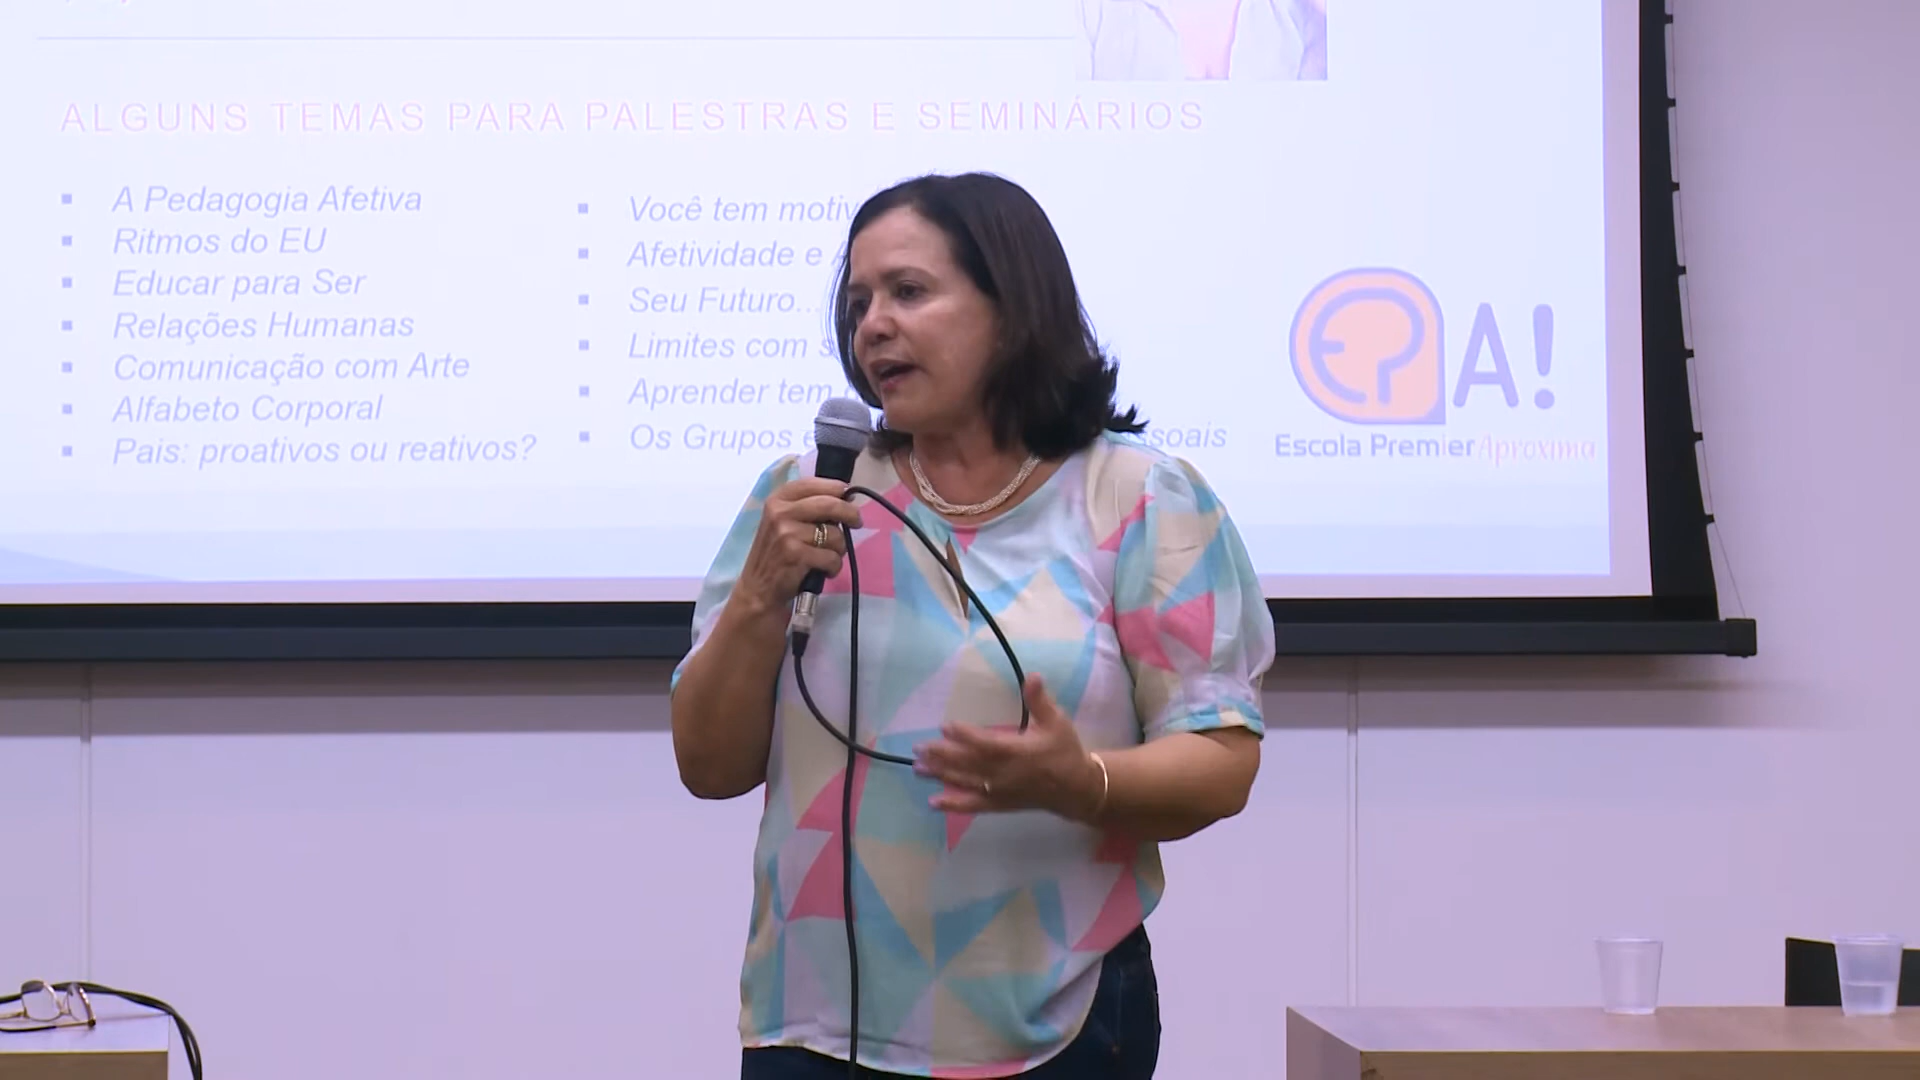 ALGUNS TEMAS PARA PALESTRAS E SEMINÁRIOS
▪ A Pedagogia Afetiva
▪ Ritmos do EU
▪ Educar para Ser
▪ Relações Humanas
▪ Comunicação com Arte
▪ Alfabeto Corporal
▪ Pais: proativos ou reativos?
▪ Você tem
▪ Afetividade e
▪ Seu Futuro...
▪ Limites com
▪ Aprender tem
▪ Os Grupos
EP A!
Escola Premier Aproxima